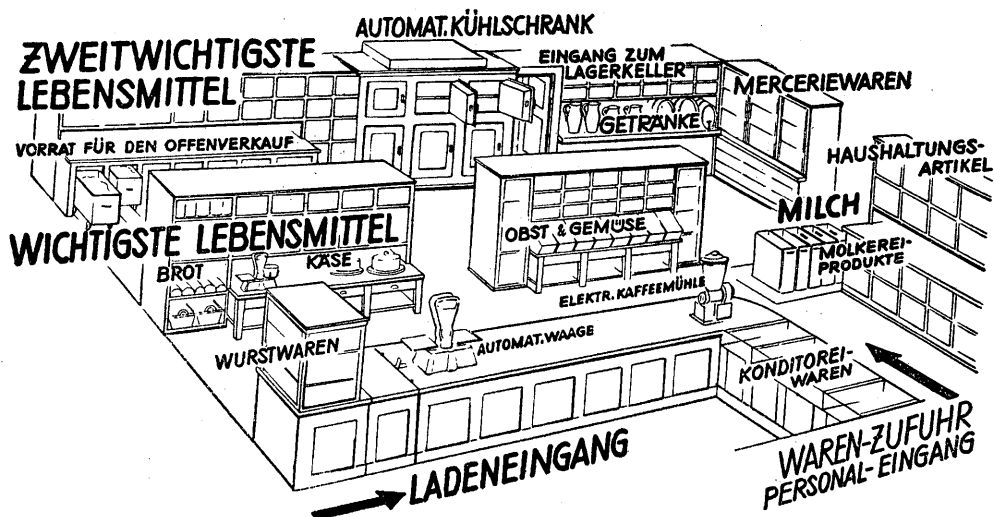 AUTOMAT.KÜHLSCHRANK
ZWEITWICHTIGSTE
LEBENSMITTEL
EINGANG ZUM
LAGERKELLER
MERCERIEWAREN
GETRÄNKE
VORRAT FÜR DEN OFFENVERKAUF
HAUSHALTUNGS-
ARTIKEL
MILCH
WICHTIGSTE LEBENSMITTEL
OBST & GEMÜSE
MOLKEREI-
PRODUKTE
BROT
KÄSE
ELEKTR.KAFFEEMÜHLE
WURSTWAREN
AUTOMAT.WAAGE
KONDITOREI-
WAREN
LADENEINGANG
WAREN-ZUFUHR
PERSONAL-EINGANG